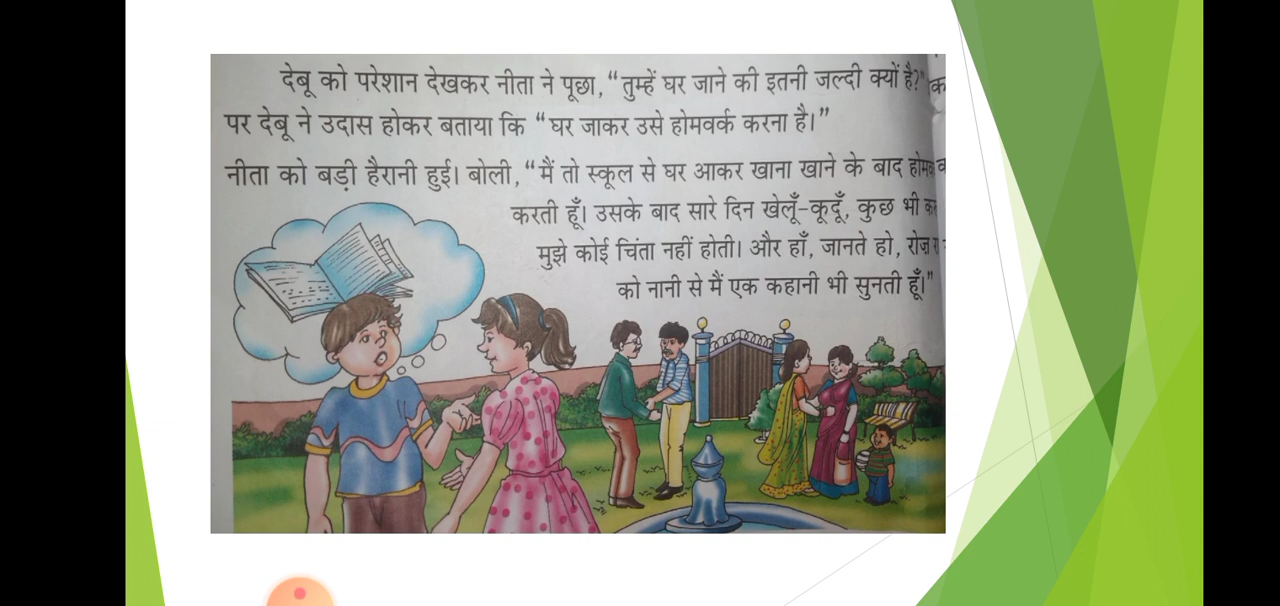 देबू को परेशान देखकर नीता ने पूछा, “तुम्हें घर जाने की इतनी जल्दी क्यों है?”
पर देबू ने उदास होकर बताया कि “घर जाकर उसे होमवर्क करना है।”
नीता को बड़ी हैरानी हुई। बोली, “मैं तो स्कूल से घर आकर खाना खाने के बाद
करती हूँ। उसके बाद सारे दिन खेलूँ-कूदूँ, कुछ भी
मुझे कोई चिंता नहीं होती। और हाँ, जानते हो, रोज़
को नानी से मैं एक कहानी भी सुनती हूँ।”